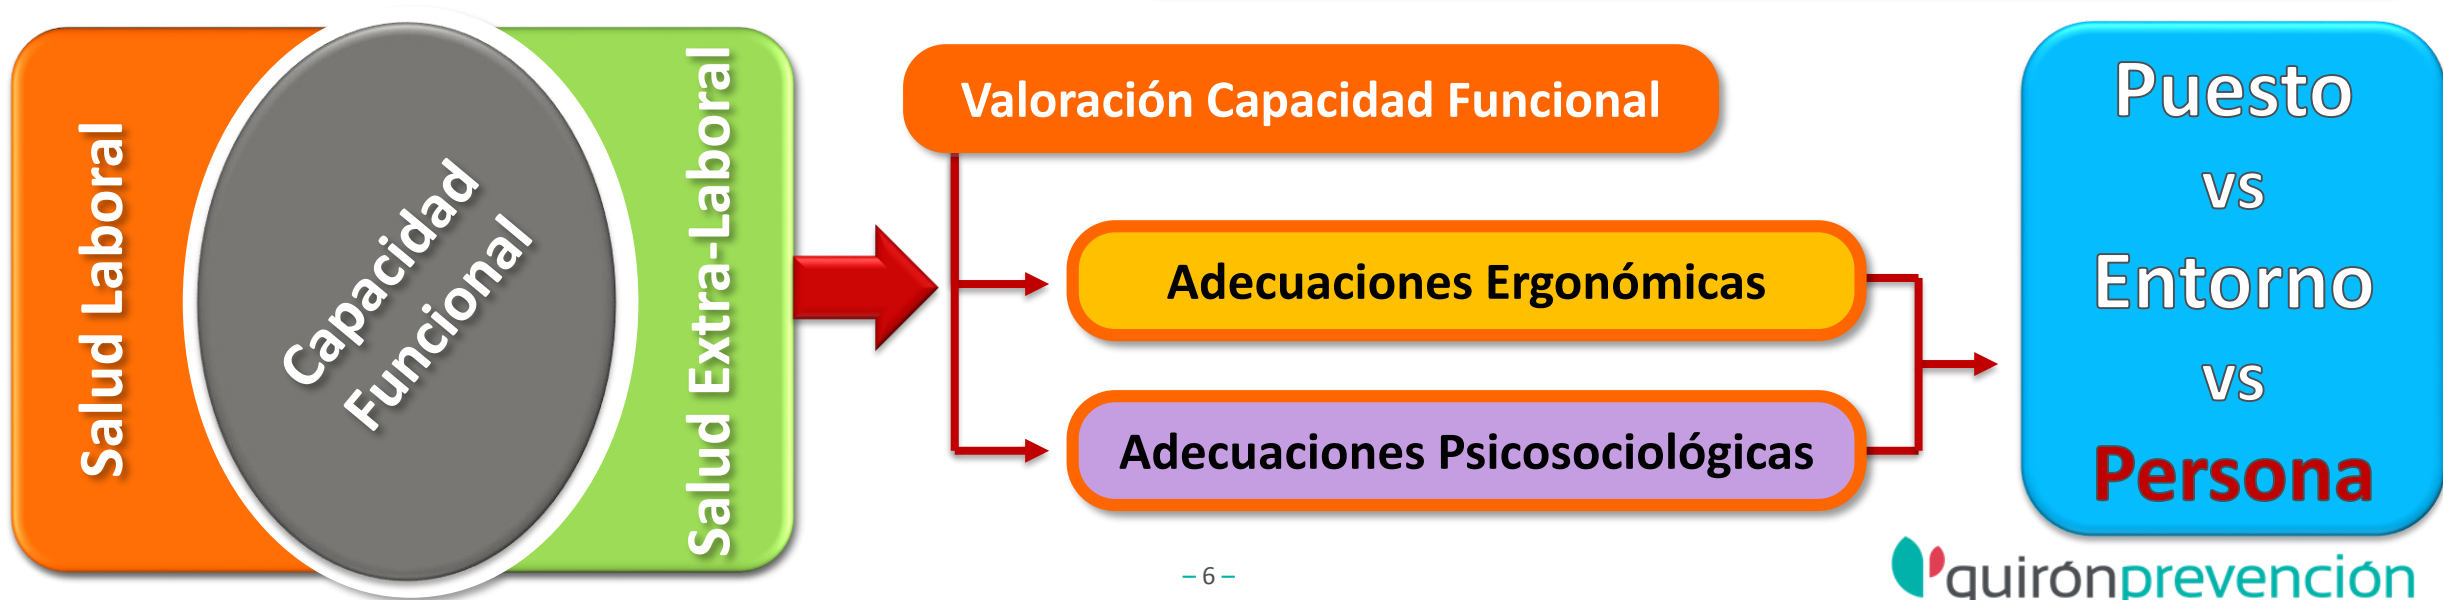 Salud Laboral
Capacidad
Funcional
Salud Extra-Laboral
Valoración Capacidad Funcional
Adecuaciones Ergonómicas
Adecuaciones Psicosociológicas
Puesto
vs
Entorno
vs
Persona
– 6 –
quirónprevención